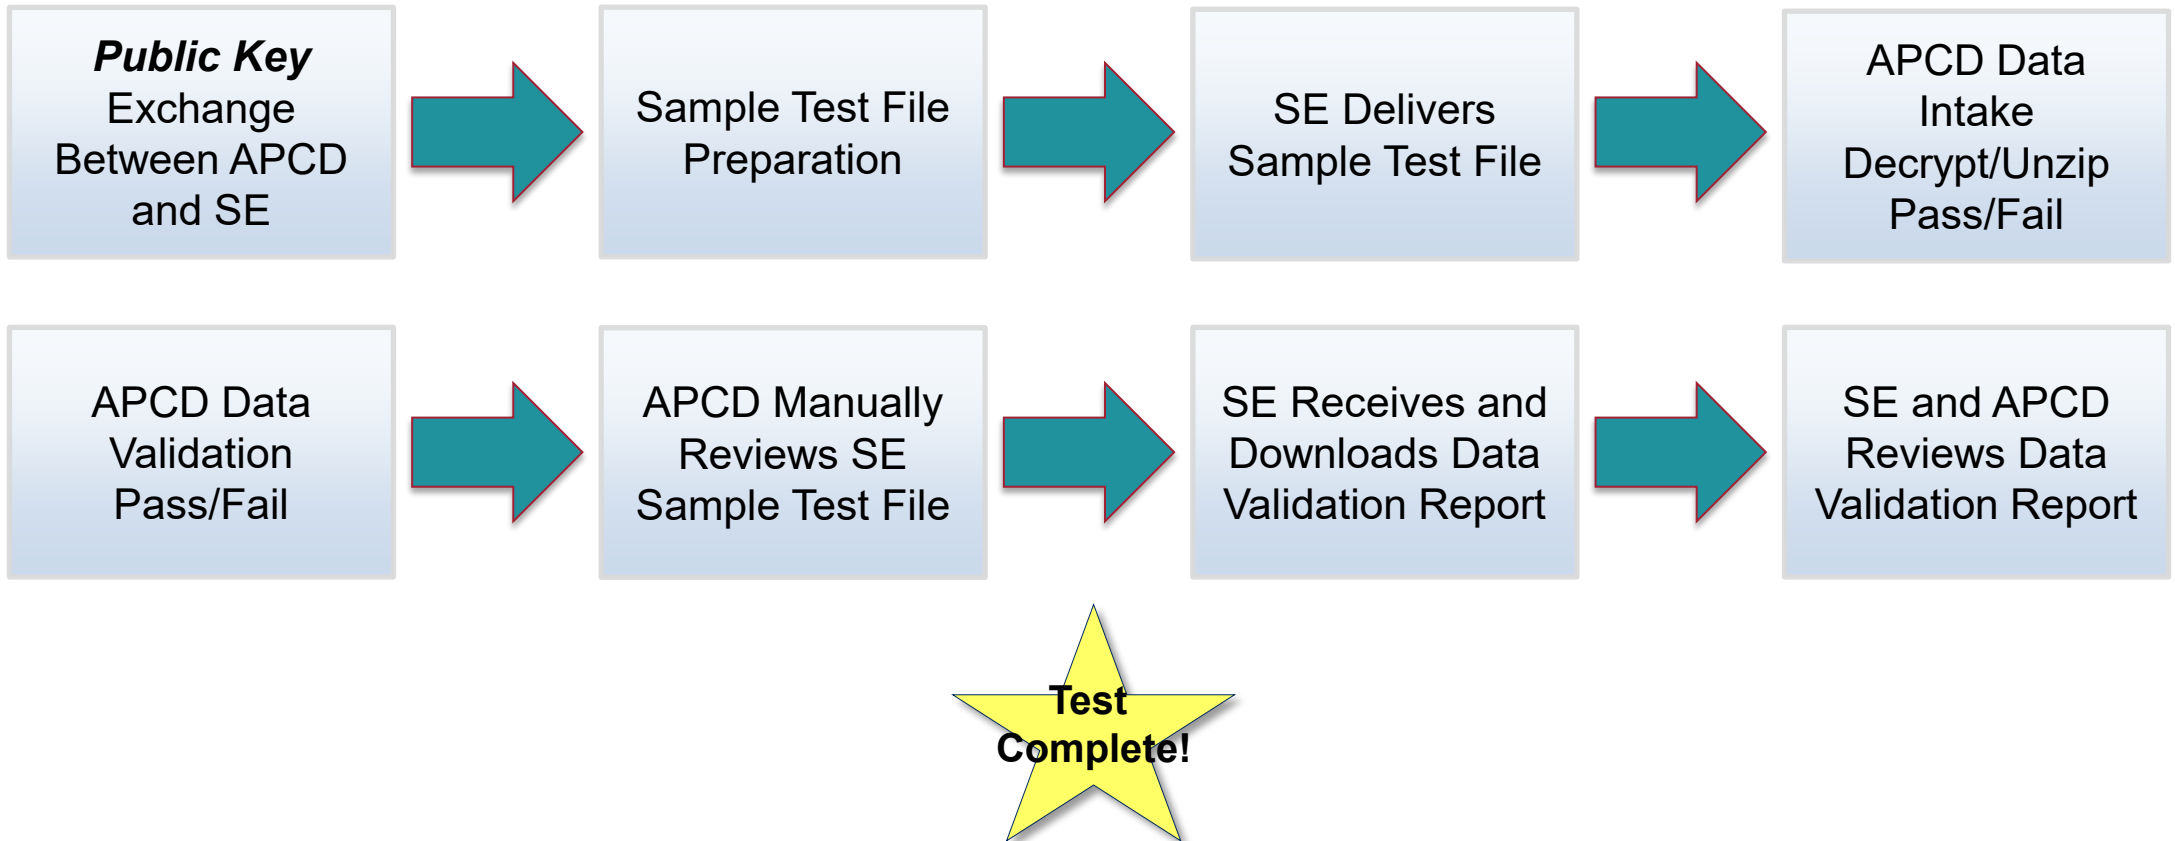 Public Key
Exchange
Between APCD
and SE
Sample Test File
Preparation
SE Delivers
Sample Test File
APCD Data
Intake
Decrypt/Unzip
Pass/Fail
APCD Data
Validation
Pass/Fail
APCD Manually
Reviews SE
Sample Test File
SE Receives and
Downloads Data
Validation Report
SE and APCD
Reviews Data
Validation Report
Test
Complete!